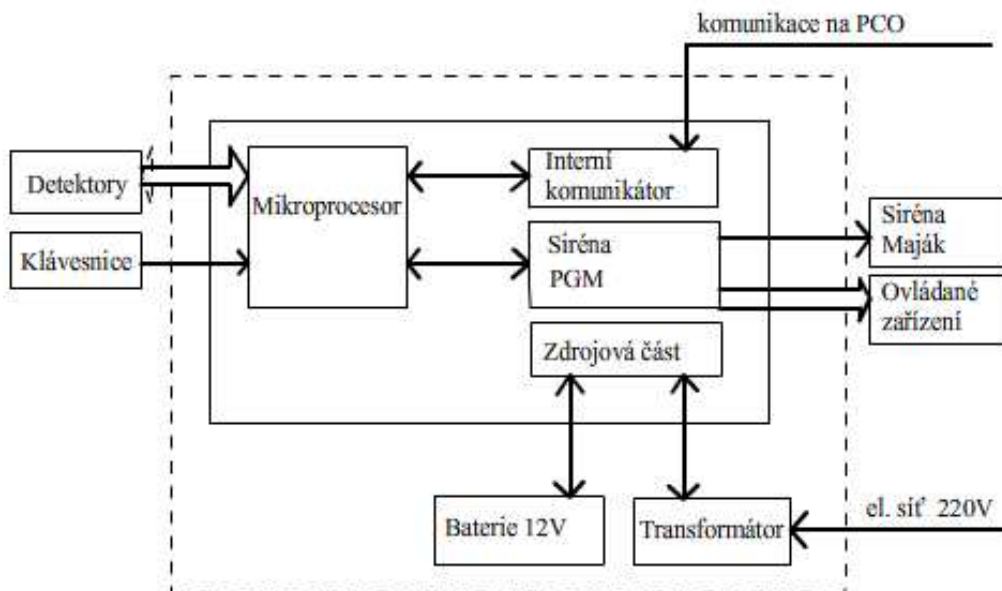 komunikace na PCO
Detektory
Klávesnice
Mikroprocesor
Interní
komunikátor
Siréna
PGM
Zdrojová část
Siréna
Maják
Ovládané
zařízení
Baterie 12V
Transformátor
el. síť 220V